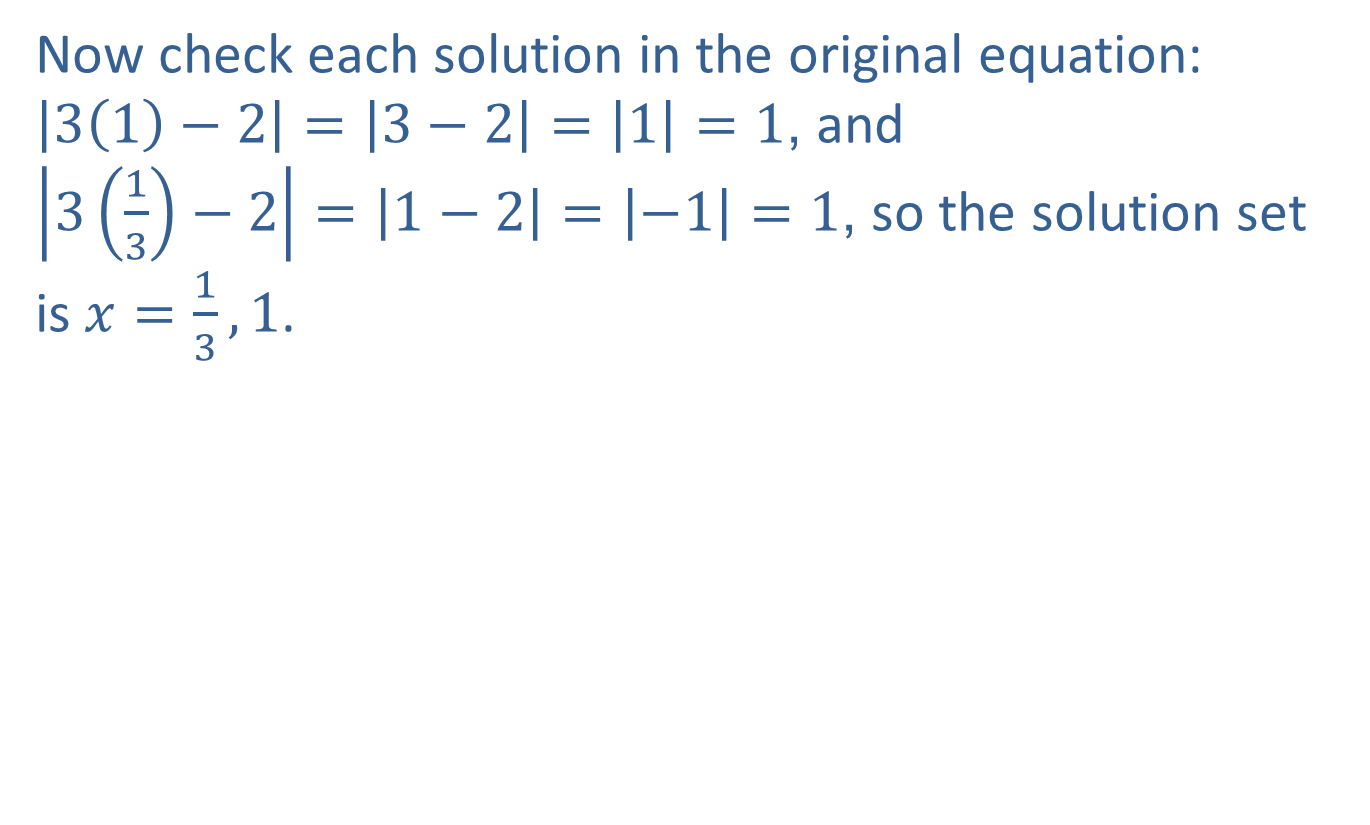 Now check each solution in the original equation:
|3(1) − 2| = |3 − 2| = |1| = 1, and
|3(1/3) − 2| = |1 − 2| = |−1| = 1, so the solution set
is x = 1/3, 1.